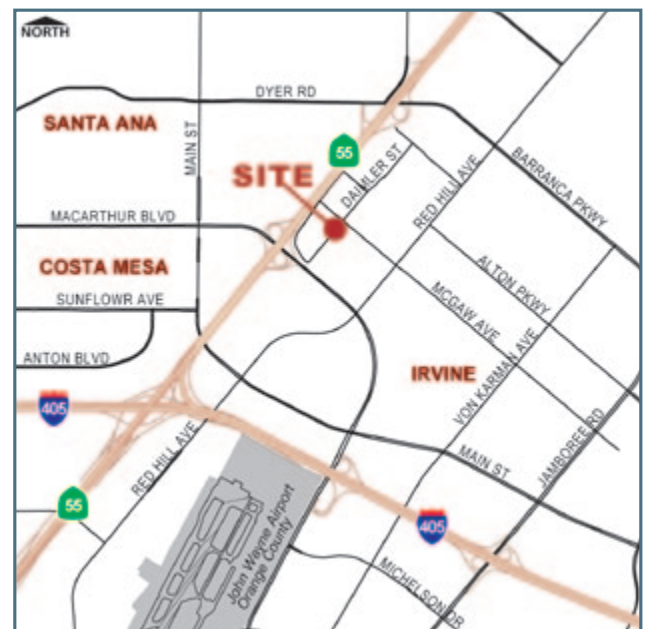 NORTH
DYER RD
SANTA ANA
MAIN ST
55
SITE
DAIMLER ST
RED HILL AVE
BARRANCA PKWY
MACARTHUR BLVD
COSTA MESA
ALTON PKWY
SUNFLOWR AVE
MCGAW AVE
ANTON BLVD
IRVINE
VON KARMAN AVE
405
RED HILL AVE
MAIN ST
JAMBOREE RD
55
John Wayne Airport
Orange County
405
MICHELSON DR